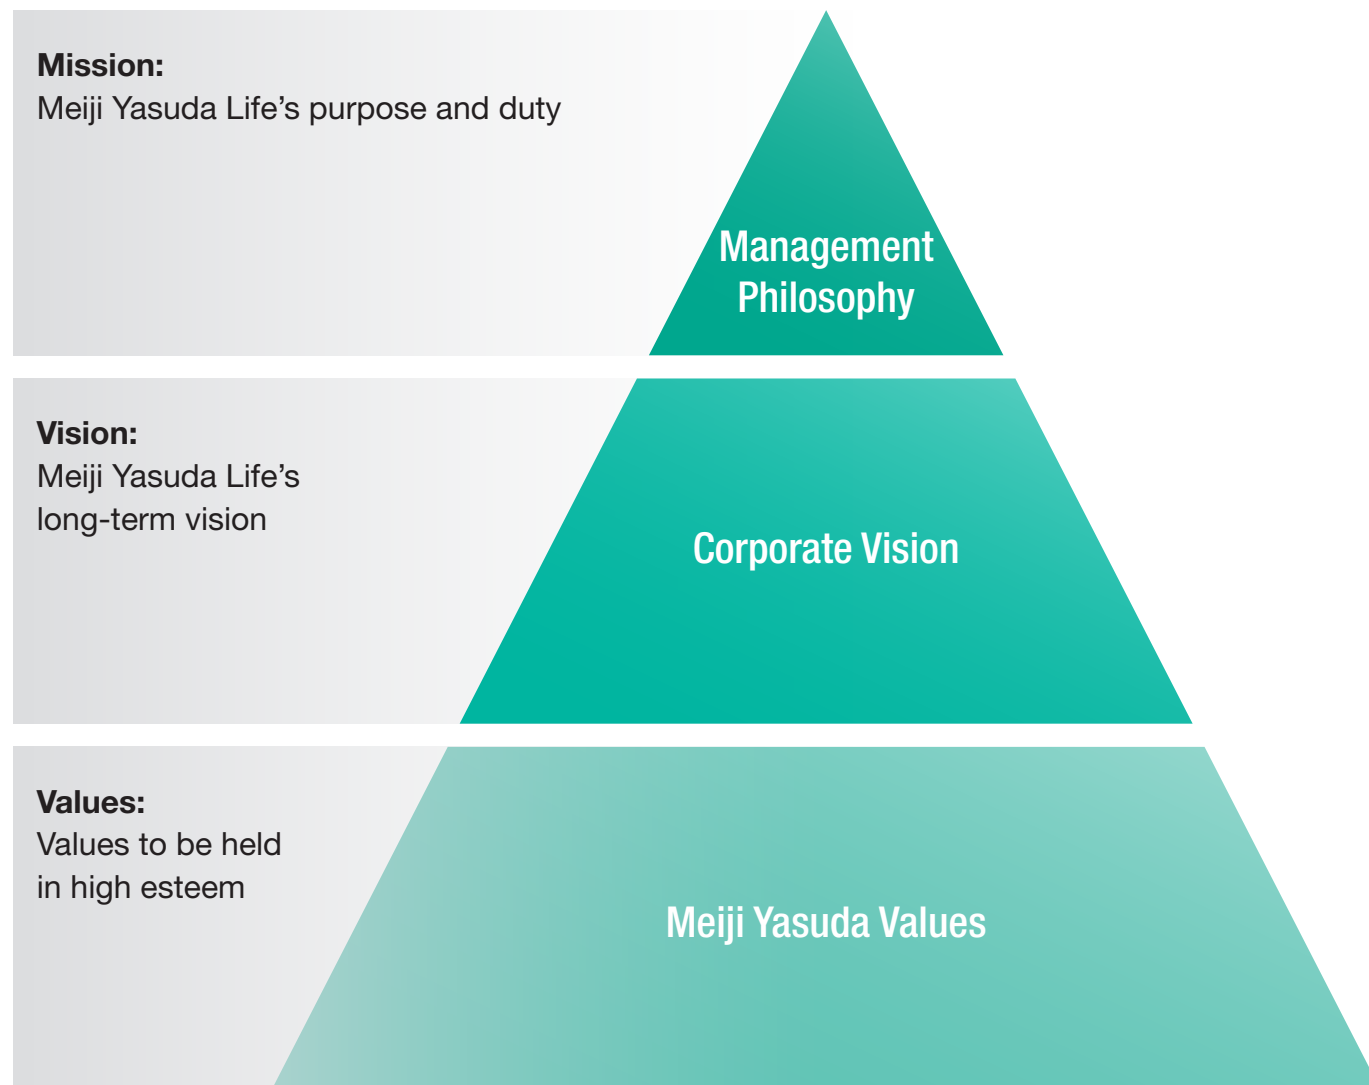 Mission:
Meiji Yasuda Life’s purpose and duty
Management
Philosophy
Vision:
Meiji Yasuda Life’s
long-term vision
Corporate Vision
Values:
Values to be held
in high esteem
Meiji Yasuda Values